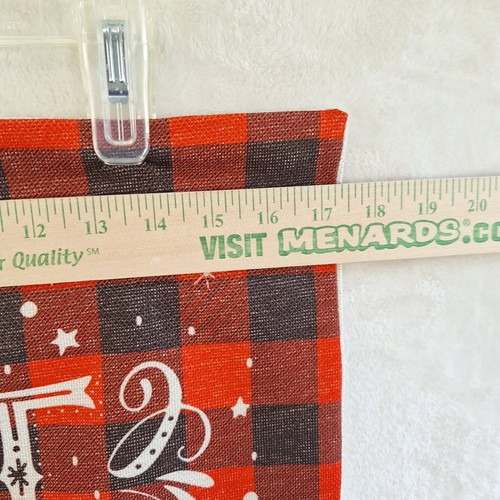 12 13 14 15 16 17 18 19 20
r Quality℠ VISIT MENARDS®.CO